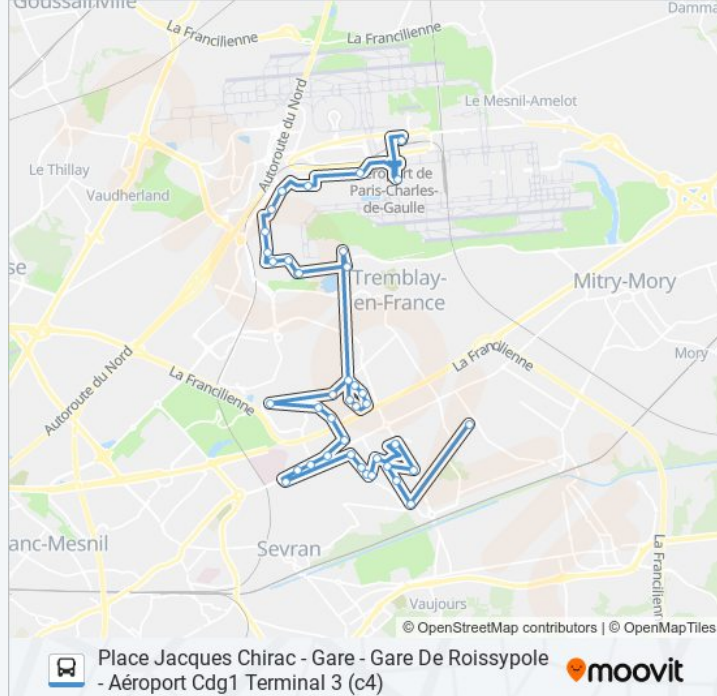 Goussainville
La Francilienne
La Francilienne
Damma
Autoroute du Nord
Le Mesnil-Amelot
Le Thillay
Vaudherland
Paris-Charles-
de-Gaulle
Tremblay-
en-France
Mitry-Mory
La Francilienne
Mory
Autoroute du Nord
La Francilienne
anc-Mesnil
Sevran
La Francilienne
Vaujours
© OpenStreetMap contributors | © OpenMapTiles
Place Jacques Chirac - Gare - Gare De Roissypole
- Aéroport Cdg1 Terminal 3 (c4)
moovit